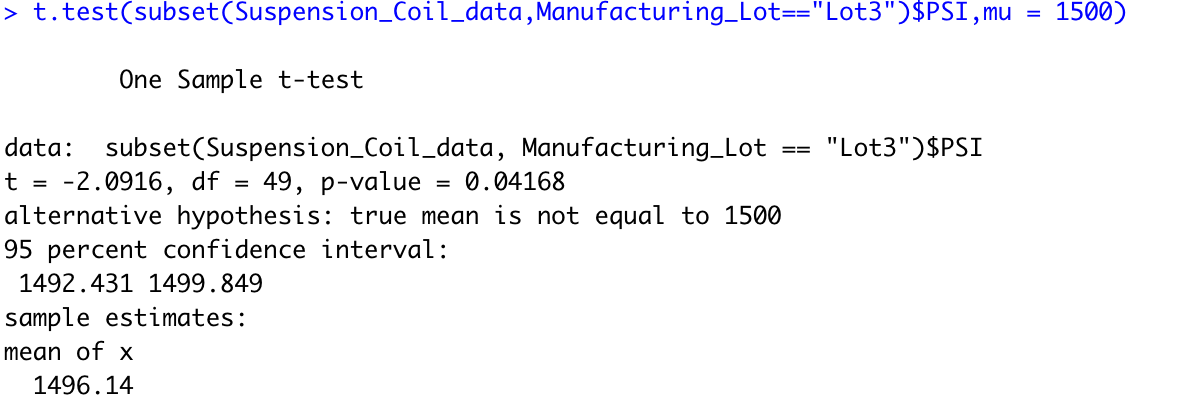 > t.test(subset(Suspension_Coil_data,Manufacturing_Lot=="Lot3")$PSI,mu = 1500)
One Sample t-test
data:  subset(Suspension_Coil_data, Manufacturing_Lot == "Lot3")$PSI
t = -2.0916, df = 49, p-value = 0.04168
alternative hypothesis: true mean is not equal to 1500
95 percent confidence interval:
 1492.431 1499.849
sample estimates:
mean of x
  1496.14